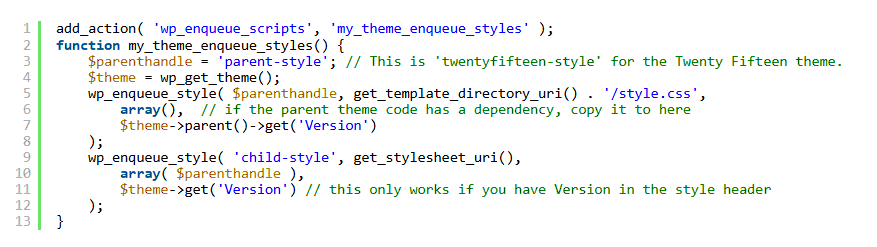 1 add_action( 'wp_enqueue_scripts', 'my_theme_enqueue_styles' );
2 function my_theme_enqueue_styles() {
3     $parenthandle = 'parent-style'; // This is 'twentyfifteen-style' for the Twenty Fifteen theme.
4     $theme = wp_get_theme();
5     wp_enqueue_style( $parenthandle, get_template_directory_uri() . '/style.css',
6         array(),  // if the parent theme code has a dependency, copy it to here
7         $theme->parent()->get('Version')
8     );
9     wp_enqueue_style( 'child-style', get_stylesheet_uri(),
10         array( $parenthandle ),
11         $theme->get('Version') // this only works if you have Version in the style header
12     );
13 }